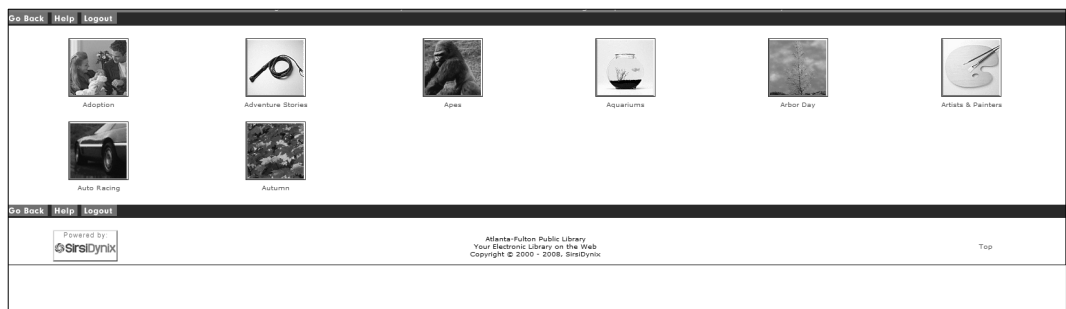 Go Back Help Logout
Adoption Adventure Stories Apes Aquariums Arbor Day Artists & Painters
Auto Racing Autumn
Go Back Help Logout
Powered by:
SirsiDynix
Atlanta-Fulton Public Library
Your Electronic Library on the Web
Copyright © 2000 - 2008, SirsiDynix
Top